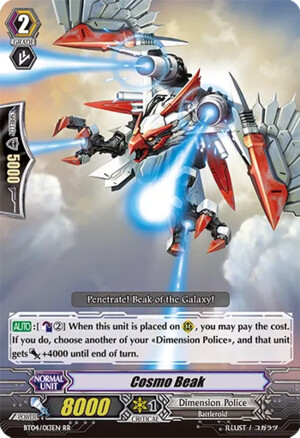 2
GRADE
5000
Penetrate! Beak of the Galaxy!
AUTO :[ ②] When this unit is placed on , you may pay the cost.
If you do, choose another of your «Dimension Police», and that unit
gets +4000 until end of turn.
NORMAL
UNIT
Cosmo Beak
POWER
8000
1
CRITICAL
Dimension Police
Battleroid
BT04/013EN RR
ILLUST / コガラツ